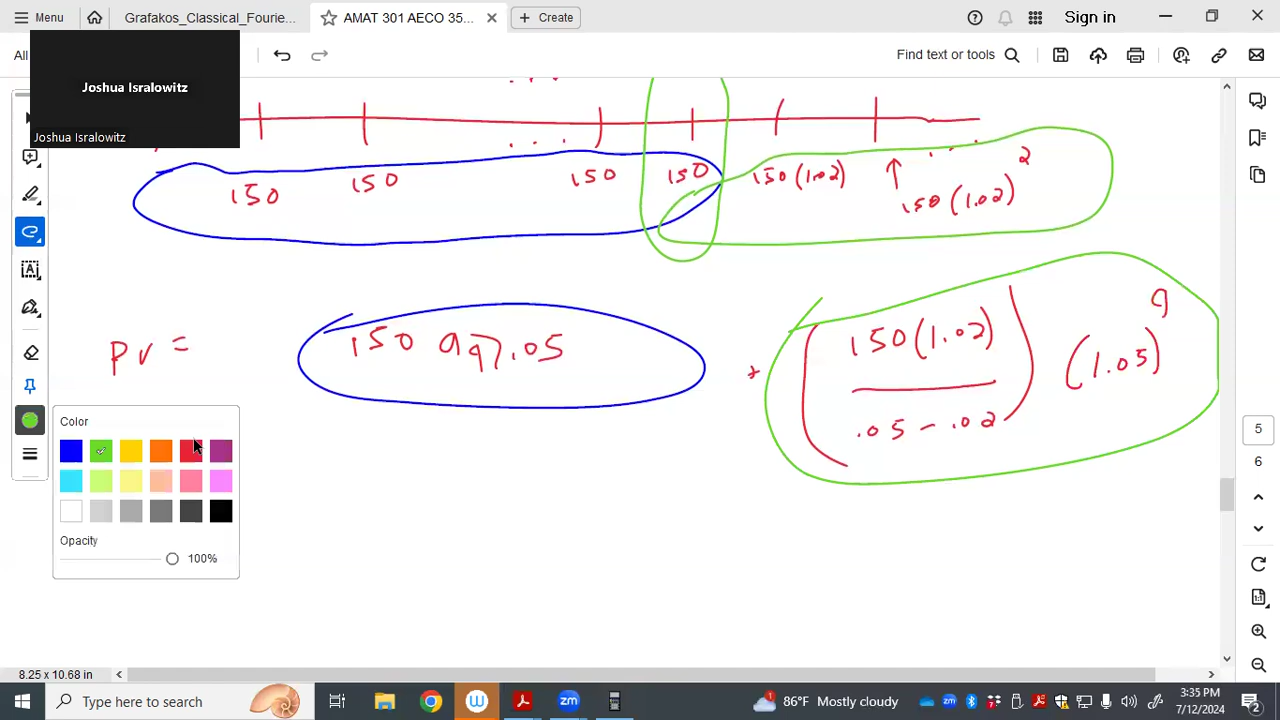 Menu Grafakos_Classical_Fourie... AMAT 301 AECO 35... Create Sign in
All Find text or tools
Joshua Isralowitz
Joshua Isralowitz
...
...
150 150 150 150 150(1.02) 150(1.02)^2
PV = 150 a97.05 + (150(1.02) / .05 - .02) (1.05)^9
Color
Opacity
100%
5
6
8.25 x 10.68 in
Type here to search
86°F Mostly cloudy
3:35 PM
7/12/2024
2